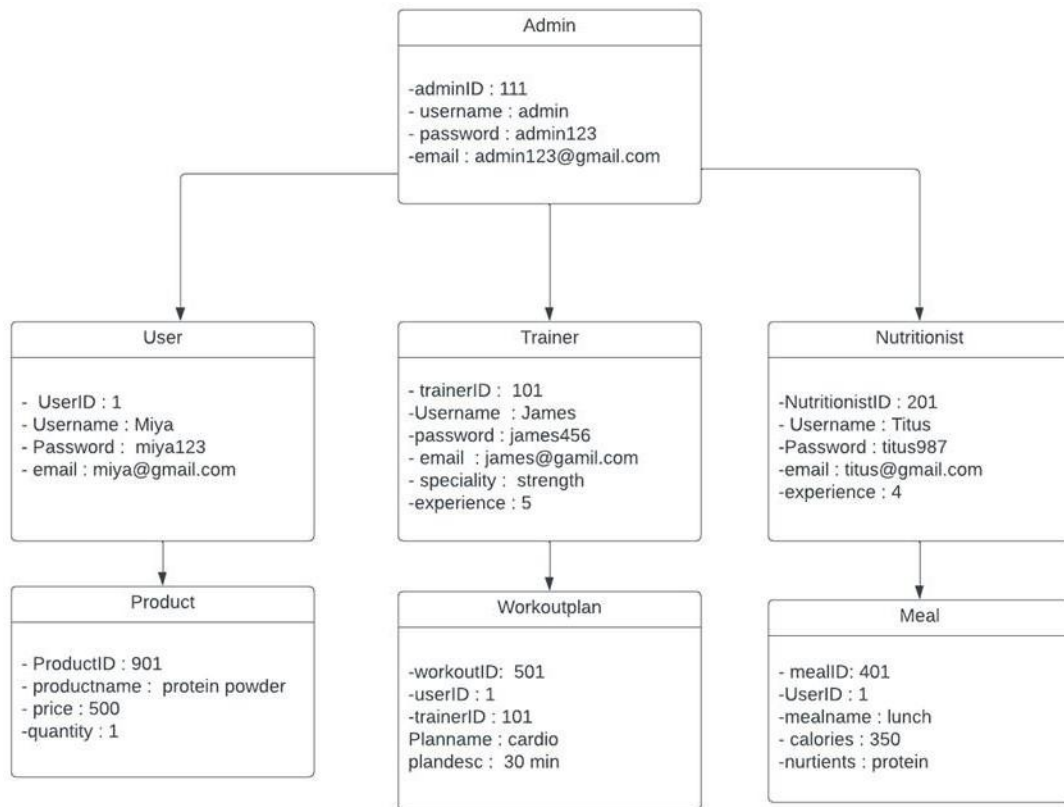 Admin
-adminID : 111
- username : admin
- password : admin123
-email : admin123@gmail.com
User
- UserID : 1
- Username : Miya
- Password : miya123
- email : miya@gmail.com
Trainer
- trainerID : 101
-Username : James
-password : james456
- email : james@gamil.com
- speciality : strength
-experience : 5
Nutritionist
-NutritionistID : 201
- Username : Titus
-Password : titus987
-email : titus@gmail.com
-experience : 4
Product
- ProductID : 901
- productname : protein powder
- price : 500
-quantity : 1
Workoutplan
-workoutID: 501
-userID : 1
-trainerID : 101
Planname : cardio
plandesc : 30 min
Meal
- mealID: 401
-UserID : 1
-mealname : lunch
- calories : 350
-nurtients : protein